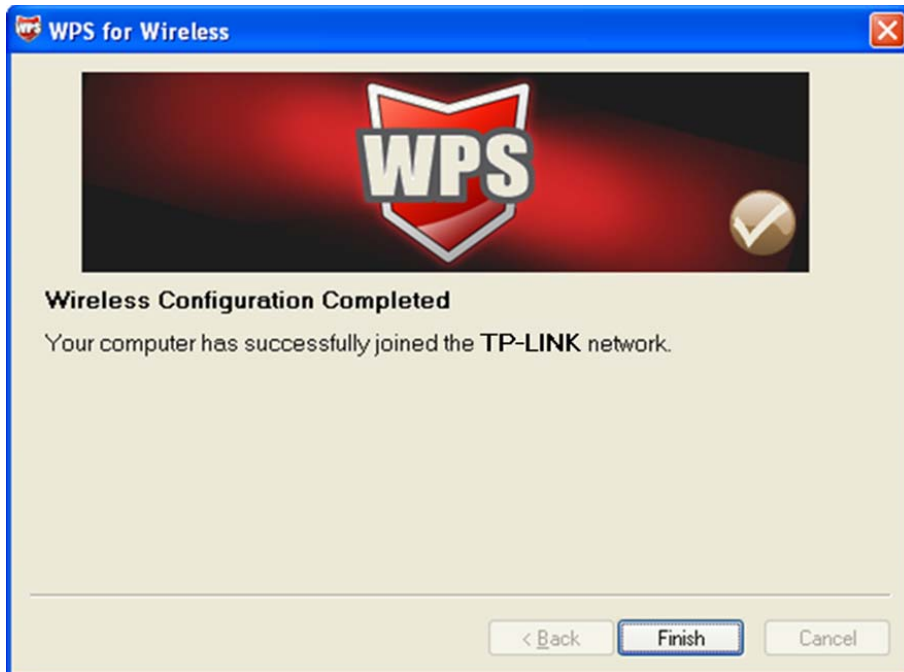 WPS WPS for Wireless
WPS
Wireless Configuration Completed
Your computer has successfully joined the TP-LINK network.
< Back Finish Cancel